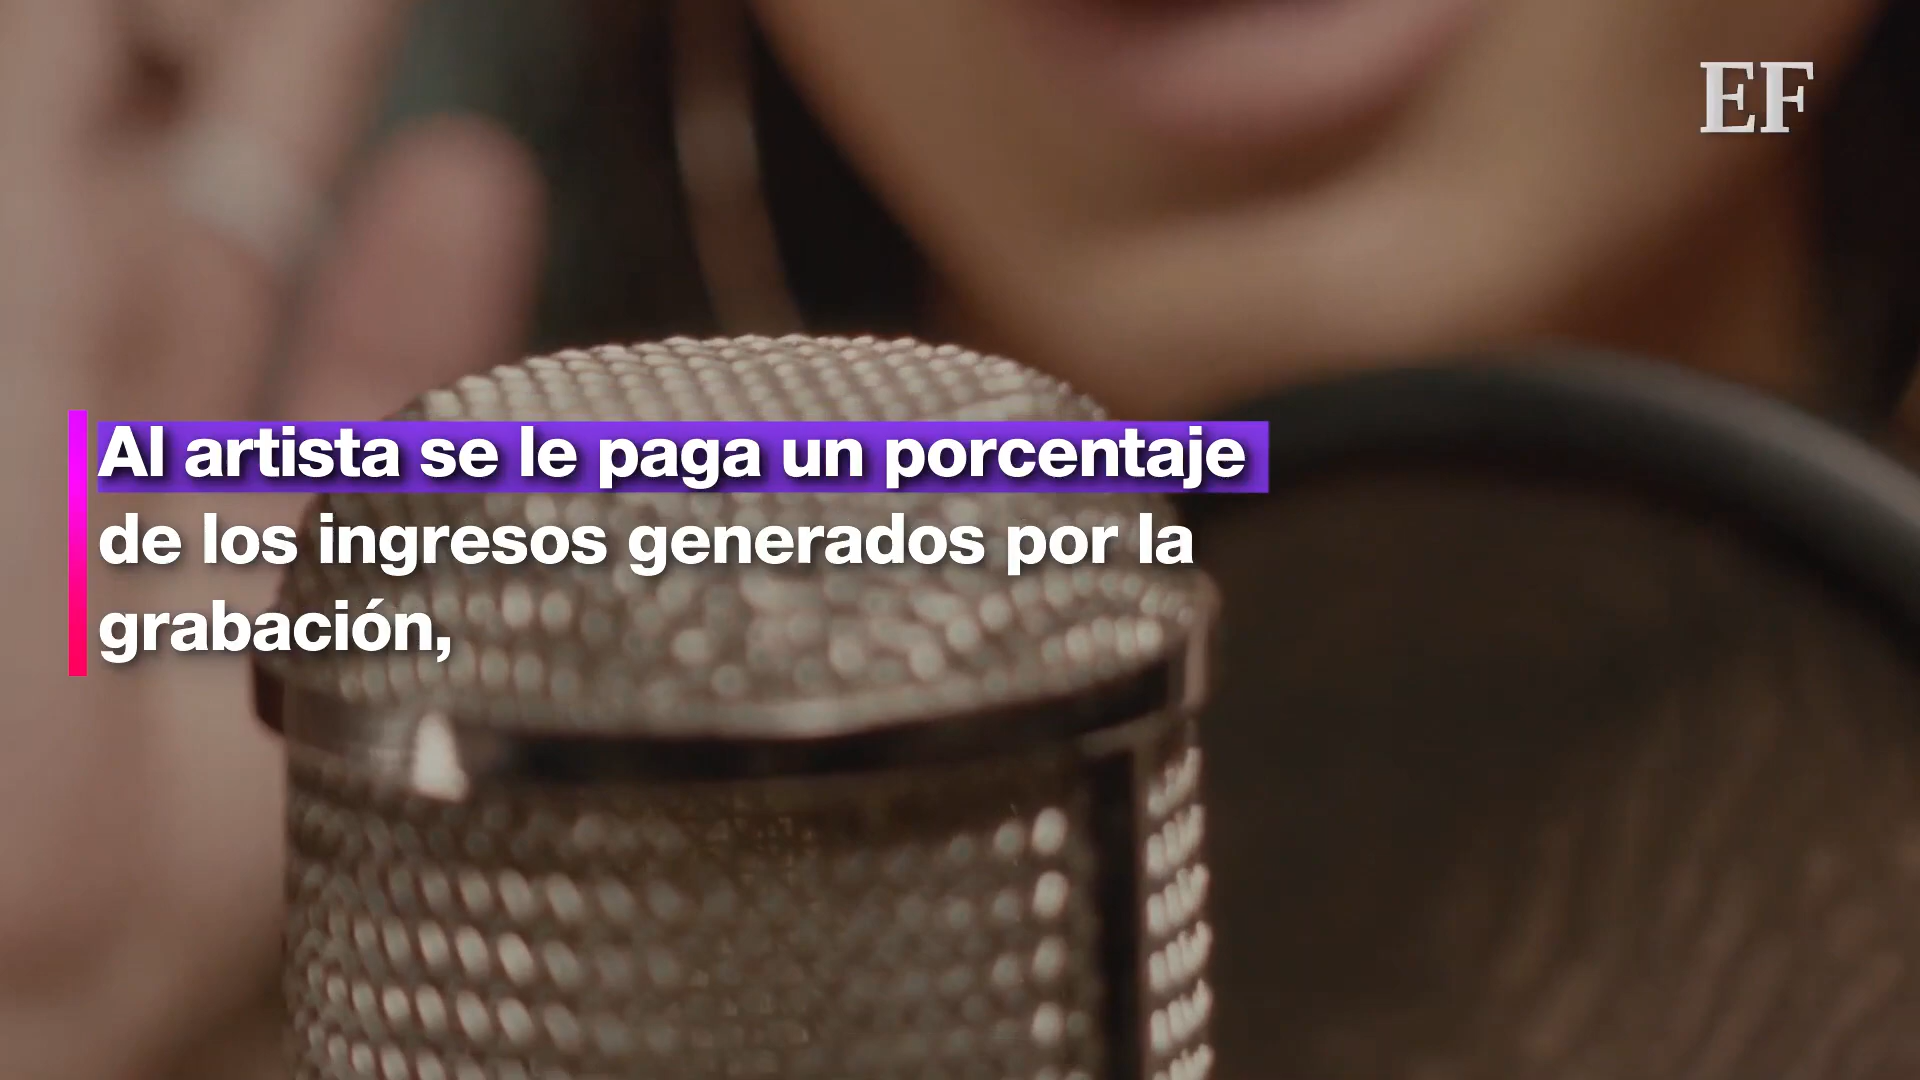 EF
Al artista se le paga un porcentaje
de los ingresos generados por la
grabación,